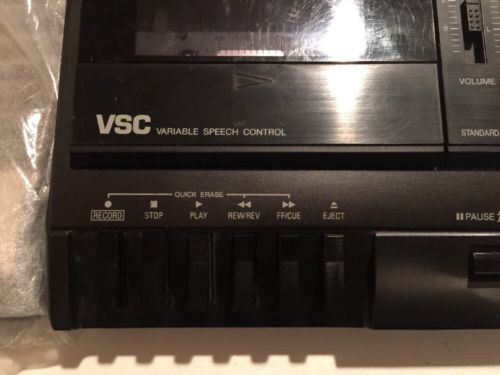 VOLUME
VSC VARIABLE SPEECH CONTROL
STANDARD
QUICK ERASE
RECORD STOP PLAY REW/REV FF/CUE EJECT
PAUSE